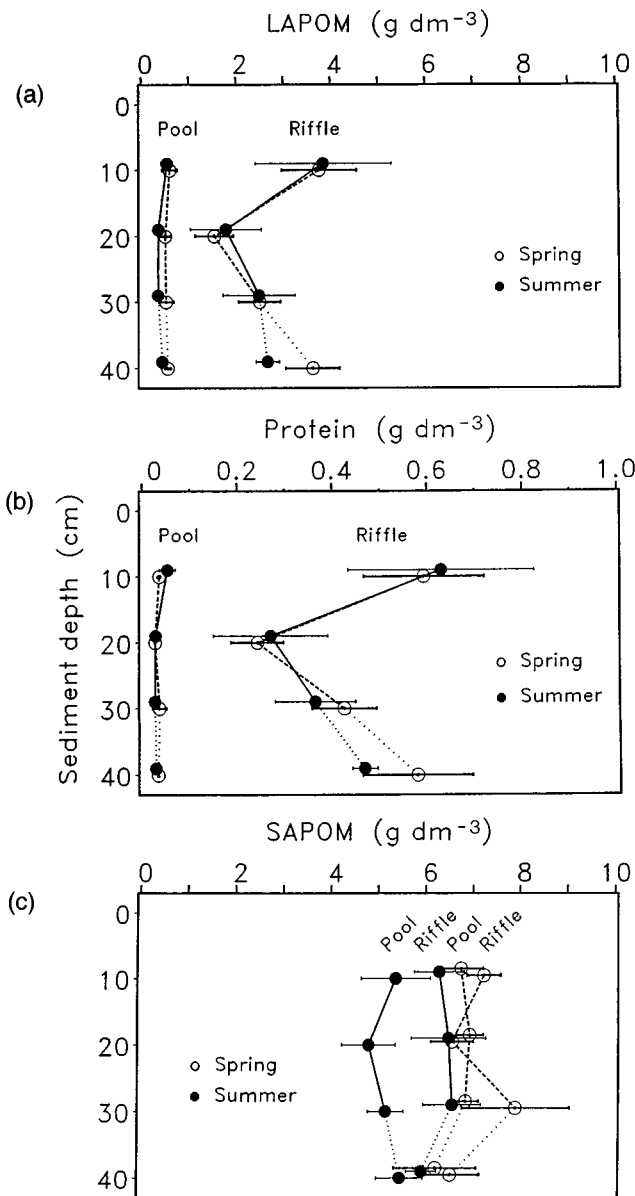 LAPOM (g dm⁻³)
0 2 4 6 8 10
(a)
0
Pool Riffle
10
20
Spring
Summer
30
40
Protein (g dm⁻³)
0 0.2 0.4 0.6 0.8 1.0
(b)
0
Pool Riffle
10
20
Spring
Summer
30
40
Sediment depth (cm)
SAPOM (g dm⁻³)
0 2 4 6 8 10
(c)
0
Pool Riffle Pool Riffle
10
20
Spring
Summer
30
40